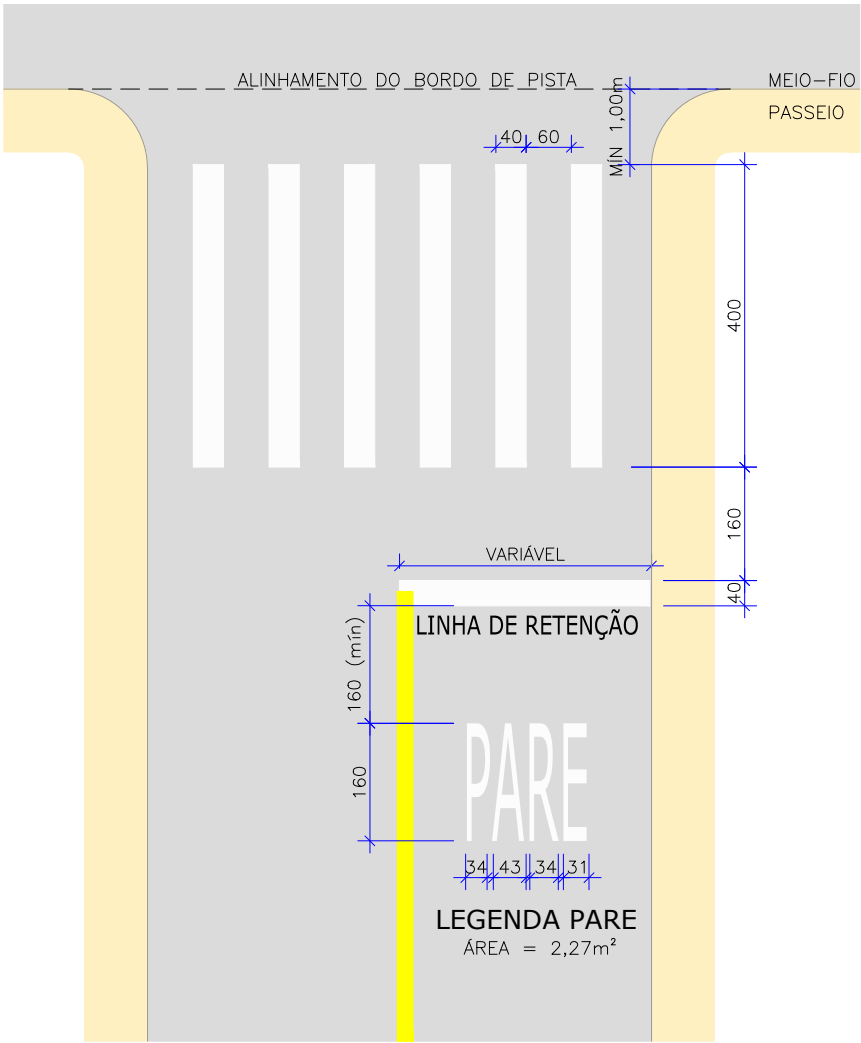 ALINHAMENTO DO BORDO DE PISTA
MEIO-FIO
PASSEIO
MÍN 1,00m
40 60
400
160
VARIÁVEL
40
LINHA DE RETENÇÃO
160 (mín)
PARE
160
34 43 34 31
LEGENDA PARE
ÁREA = 2,27m²